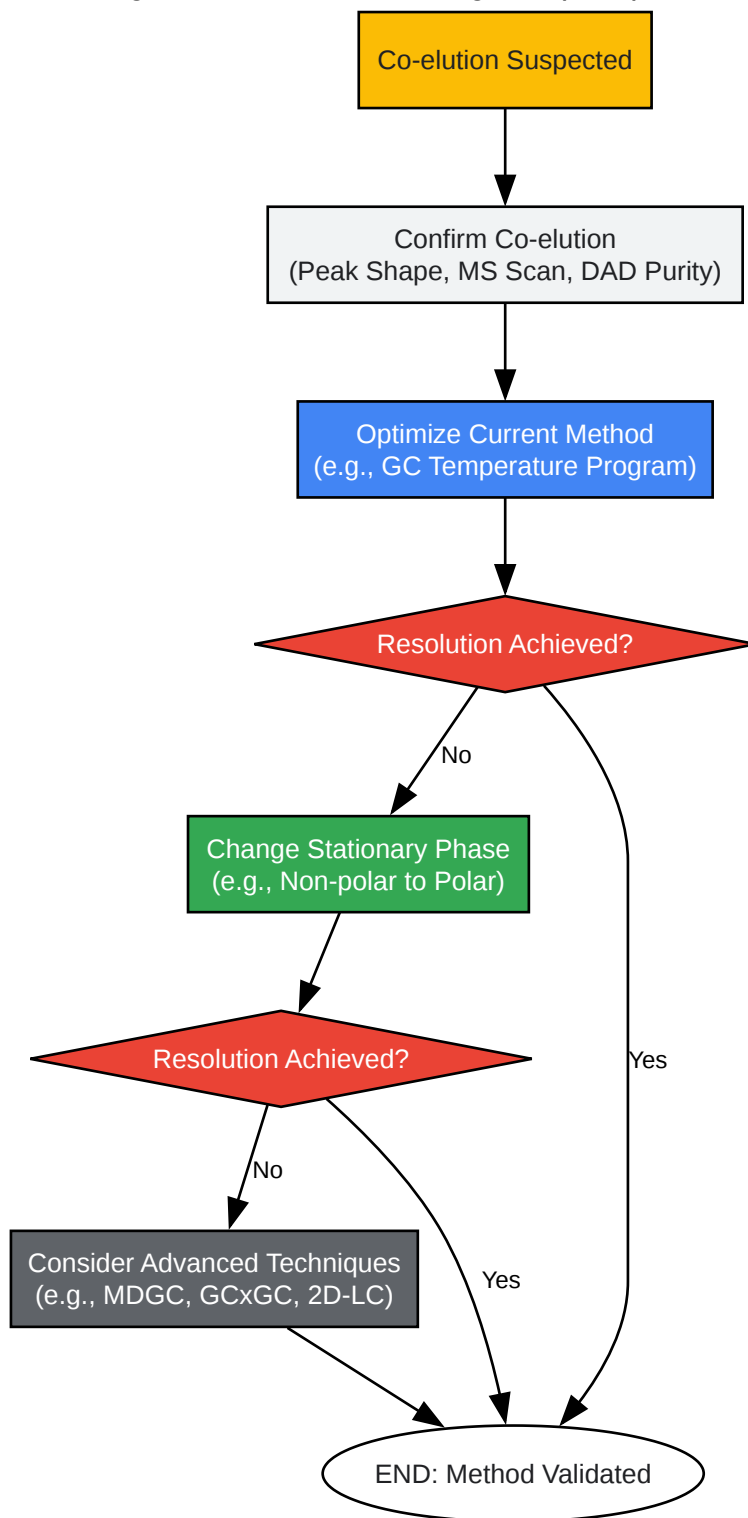 Co-elution Suspected
Confirm Co-elution
(Peak Shape, MS Scan, DAD Purity)
Optimize Current Method
(e.g., GC Temperature Program)
Resolution Achieved?
No
Change Stationary Phase
(e.g., Non-polar to Polar)
Resolution Achieved?
Yes
No
Consider Advanced Techniques
(e.g., MDGC, GCxGC, 2D-LC)
Yes
END: Method Validated